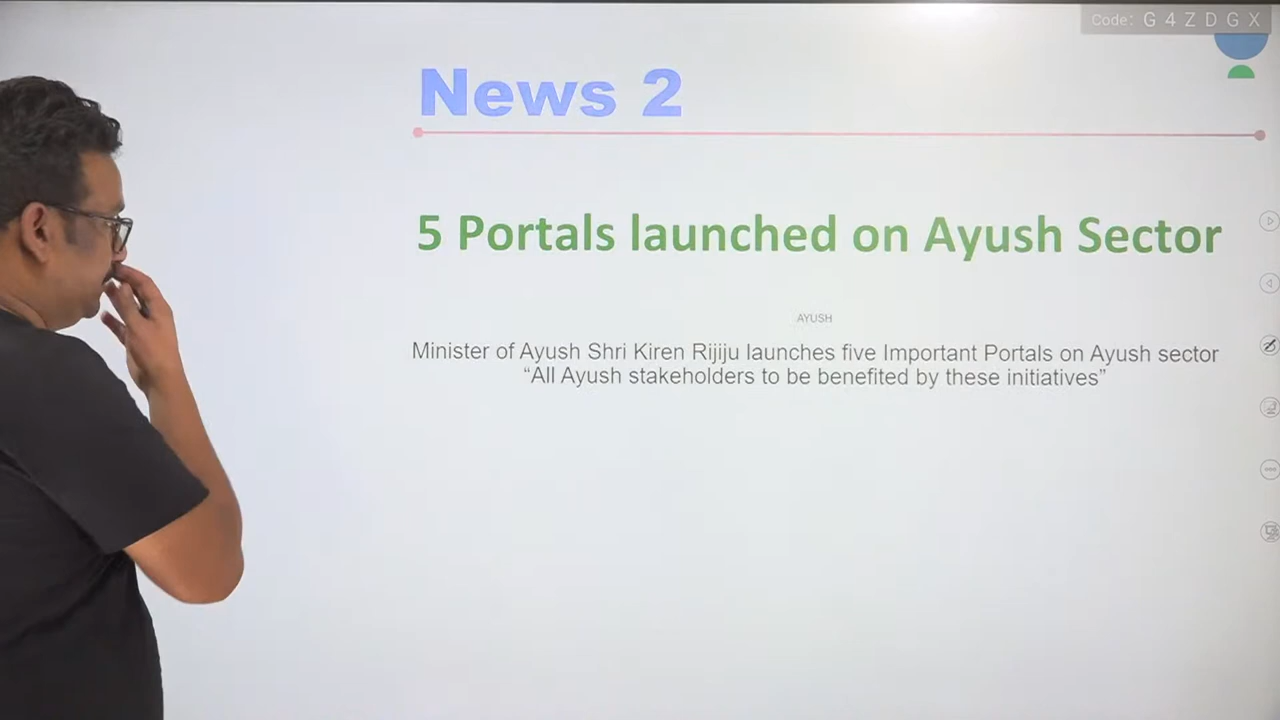 Code: G 4 Z D G X
News 2
5 Portals launched on Ayush Sector
AYUSH
Minister of Ayush Shri Kiren Rijiju launches five Important Portals on Ayush sector
“All Ayush stakeholders to be benefited by these initiatives”